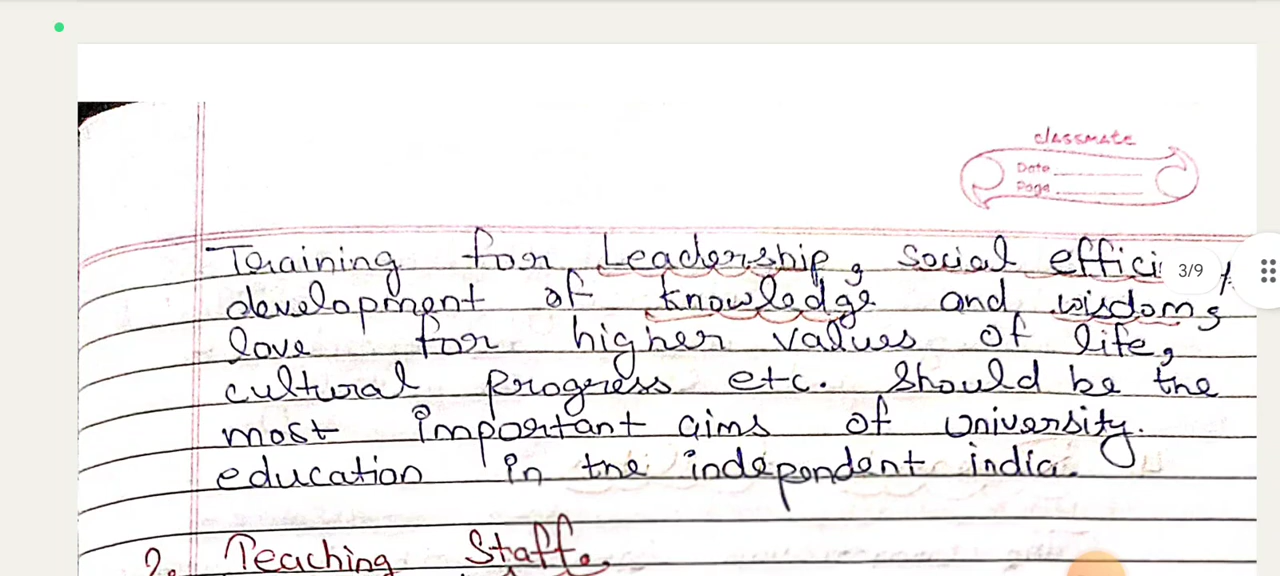 classmate
Date
Page
Training for Leadership, social effici
3/9
development of knowledge and wisdom,
love for higher values of life,
cultural progress etc. should be the
most important aims of university.
education in the independent india.
2. Teaching Staff.